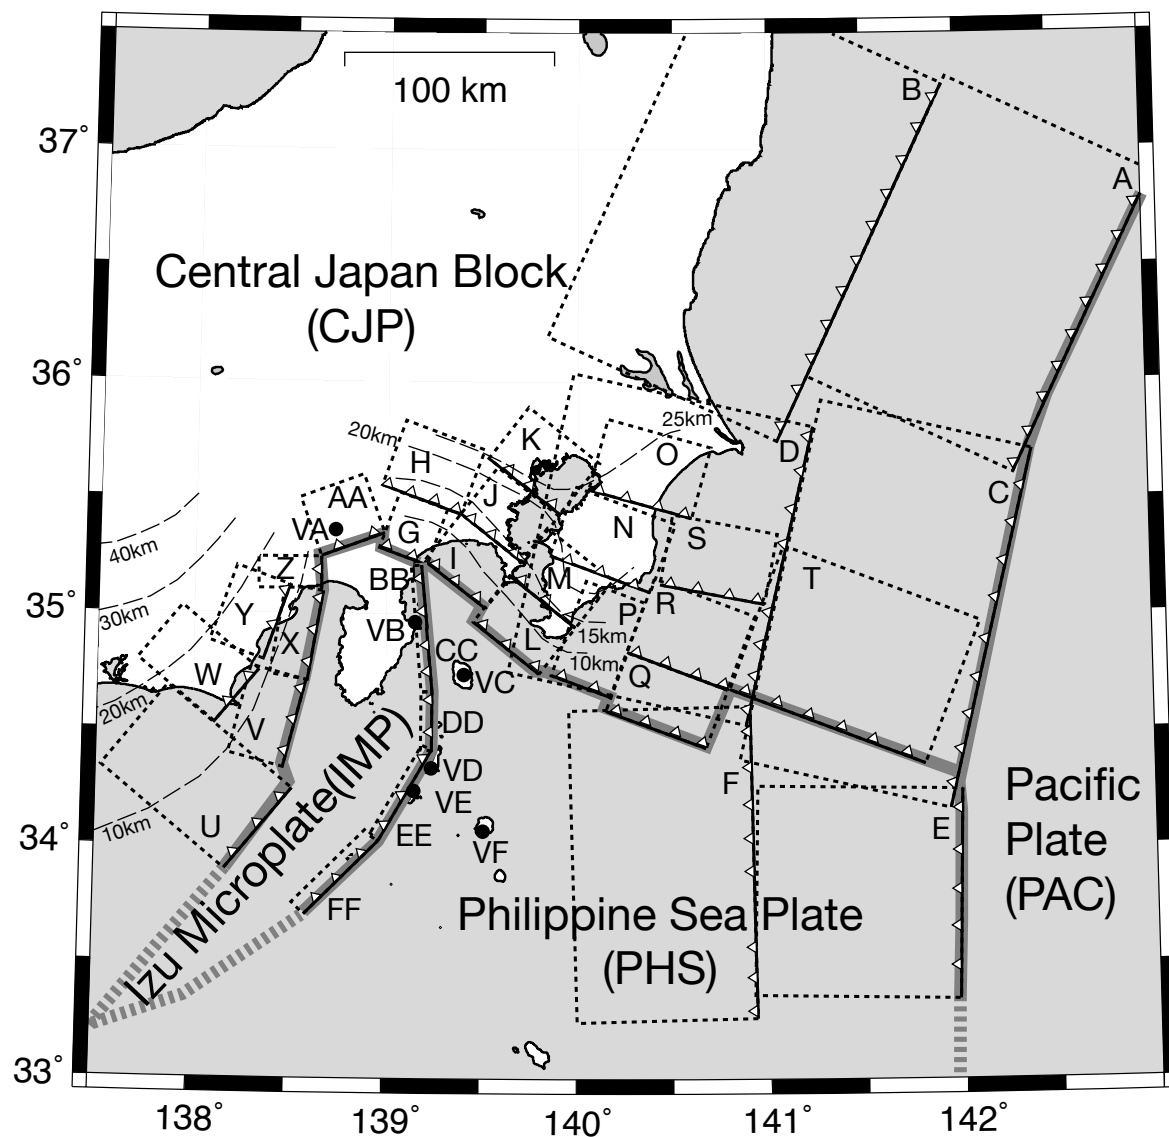 100 km
B
37°
A
Central Japan Block
(CJP)
36°
20km
25km
K
O
D
H
C
J
AA
VA
N
S
G
40km
I
Z
BB
M
T
35°
30km
Y
P
R
VB
15km
X
CC
L
10km
W
VC
Q
20km
V
DD
VD
F
Pacific
U
VE
E
34°
10km
EE
Plate
VF
(PAC)
Izu Microplate(IMP)
FF
Philippine Sea Plate
(PHS)
33°
138°
139°
140°
141°
142°